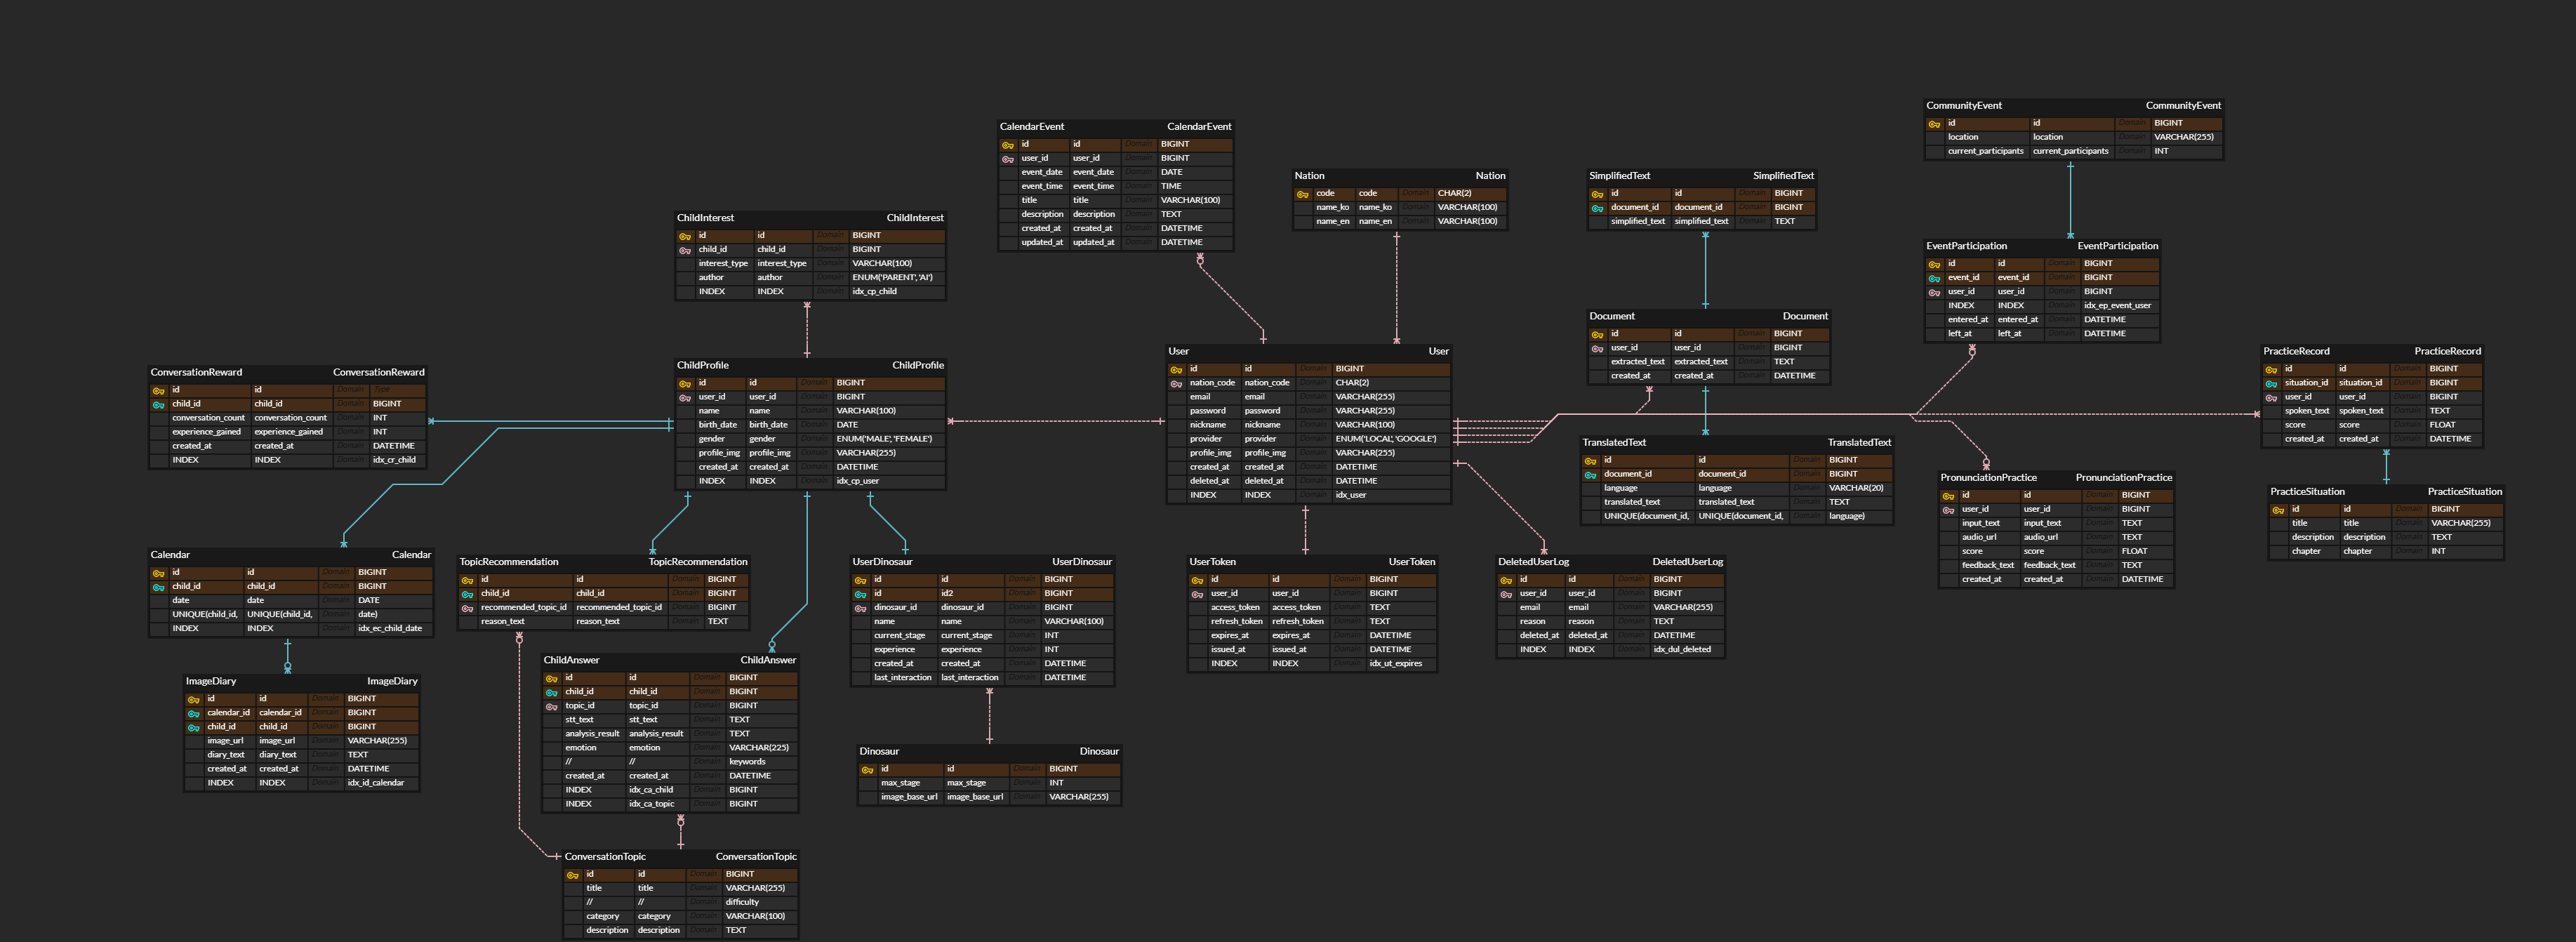 CommunityEvent CommunityEvent
id id Domain BIGINT
location location Domain VARCHAR(255)
current_participants current_participants Domain INT
CalendarEvent CalendarEvent
id id Domain BIGINT
user_id user_id Domain BIGINT
event_date event_date Domain DATE
event_time event_time Domain TIME
title title Domain VARCHAR(100)
description description Domain TEXT
created_at created_at Domain DATETIME
updated_at updated_at Domain DATETIME
Nation Nation
code code Domain CHAR(2)
name_ko name_ko Domain VARCHAR(100)
name_en name_en Domain VARCHAR(100)
SimplifiedText SimplifiedText
id id Domain BIGINT
document_id document_id Domain BIGINT
simplified_text simplified_text Domain TEXT
ChildInterest ChildInterest
id id Domain BIGINT
child_id child_id Domain BIGINT
interest_type interest_type Domain VARCHAR(100)
author author Domain ENUM('PARENT', 'AI')
INDEX INDEX Domain idx_cp_child
EventParticipation EventParticipation
id id Domain BIGINT
event_id event_id Domain BIGINT
user_id user_id Domain BIGINT
INDEX INDEX Domain idx_ep_event_user
entered_at entered_at Domain DATETIME
left_at left_at Domain DATETIME
Document Document
id id Domain BIGINT
user_id user_id Domain BIGINT
extracted_text extracted_text Domain TEXT
created_at created_at Domain DATETIME
User User
id id Domain BIGINT
nation_code nation_code Domain CHAR(2)
email email Domain VARCHAR(255)
password password Domain VARCHAR(255)
nickname nickname Domain VARCHAR(100)
provider provider Domain ENUM('LOCAL', 'GOOGLE')
profile_img profile_img Domain VARCHAR(255)
created_at created_at Domain DATETIME
deleted_at deleted_at Domain DATETIME
INDEX INDEX Domain idx_user
PracticeRecord PracticeRecord
id id Domain BIGINT
situation_id situation_id Domain BIGINT
user_id user_id Domain BIGINT
spoken_text spoken_text Domain TEXT
score score Domain FLOAT
created_at created_at Domain DATETIME
ChildProfile ChildProfile
id id Domain BIGINT
user_id user_id Domain BIGINT
name name Domain VARCHAR(100)
birth_date birth_date Domain DATE
gender gender Domain ENUM('MALE', 'FEMALE')
profile_img profile_img Domain VARCHAR(255)
created_at created_at Domain DATETIME
INDEX INDEX Domain idx_cp_user
ConversationReward ConversationReward
id id Domain Type
child_id child_id Domain BIGINT
conversation_count conversation_count Domain INT
experience_gained experience_gained Domain INT
created_at created_at Domain DATETIME
INDEX INDEX Domain idx_cr_child
TranslatedText TranslatedText
id id Domain BIGINT
document_id document_id Domain BIGINT
language language Domain VARCHAR(20)
translated_text translated_text Domain TEXT
UNIQUE(document_id, UNIQUE(document_id, Domain language)
PronunciationPractice PronunciationPractice
id id Domain BIGINT
user_id user_id Domain BIGINT
input_text input_text Domain TEXT
audio_url audio_url Domain TEXT
score score Domain FLOAT
feedback_text feedback_text Domain TEXT
created_at created_at Domain DATETIME
PracticeSituation PracticeSituation
id id Domain BIGINT
title title Domain VARCHAR(255)
description description Domain TEXT
chapter chapter Domain INT
Calendar Calendar
id id Domain BIGINT
child_id child_id Domain BIGINT
date date Domain DATE
UNIQUE(child_id, UNIQUE(child_id, Domain date)
INDEX INDEX Domain idx_ec_child_date
TopicRecommendation TopicRecommendation
id id Domain BIGINT
child_id child_id Domain BIGINT
recommended_topic_id recommended_topic_id Domain BIGINT
reason_text reason_text Domain TEXT
UserDinosaur UserDinosaur
id id Domain BIGINT
id id2 Domain BIGINT
dinosaur_id dinosaur_id Domain BIGINT
name name Domain VARCHAR(100)
current_stage current_stage Domain INT
experience experience Domain INT
created_at created_at Domain DATETIME
last_interaction last_interaction Domain DATETIME
UserToken UserToken
id id Domain BIGINT
user_id user_id Domain BIGINT
access_token access_token Domain TEXT
refresh_token refresh_token Domain TEXT
expires_at expires_at Domain DATETIME
issued_at issued_at Domain DATETIME
INDEX INDEX Domain idx_ut_expires
DeletedUserLog DeletedUserLog
id id Domain BIGINT
user_id user_id Domain BIGINT
email email Domain VARCHAR(255)
reason reason Domain TEXT
deleted_at deleted_at Domain DATETIME
INDEX INDEX Domain idx_dul_deleted
ChildAnswer ChildAnswer
id id Domain BIGINT
child_id child_id Domain BIGINT
topic_id topic_id Domain BIGINT
stt_text stt_text Domain TEXT
analysis_result analysis_result Domain TEXT
emotion emotion Domain VARCHAR(225)
// // Domain keywords
created_at created_at Domain DATETIME
INDEX idx_ca_child Domain BIGINT
INDEX idx_ca_topic Domain BIGINT
ImageDiary ImageDiary
id id Domain BIGINT
calendar_id calendar_id Domain BIGINT
child_id child_id Domain BIGINT
image_url image_url Domain VARCHAR(255)
diary_text diary_text Domain TEXT
created_at created_at Domain DATETIME
INDEX INDEX Domain idx_id_calendar
Dinosaur Dinosaur
id id Domain BIGINT
max_stage max_stage Domain INT
image_base_url image_base_url Domain VARCHAR(255)
ConversationTopic ConversationTopic
id id Domain BIGINT
title title Domain VARCHAR(255)
// // Domain difficulty
category category Domain VARCHAR(100)
description description Domain TEXT